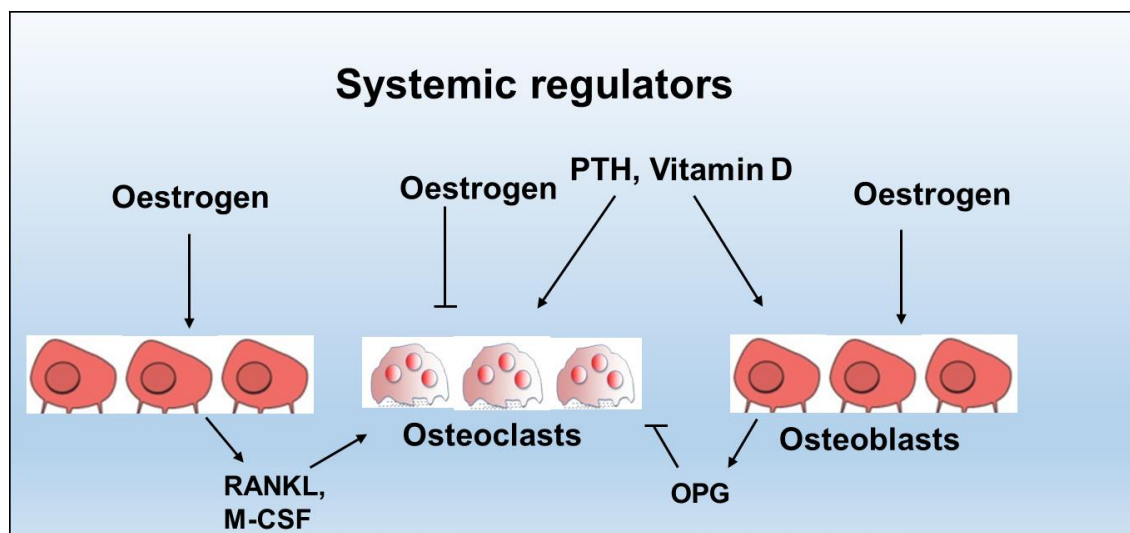 Systemic regulators
PTH, Vitamin D
Oestrogen
Oestrogen
Oestrogen
Osteoclasts
Osteoblasts
RANKL,
M-CSF
OPG